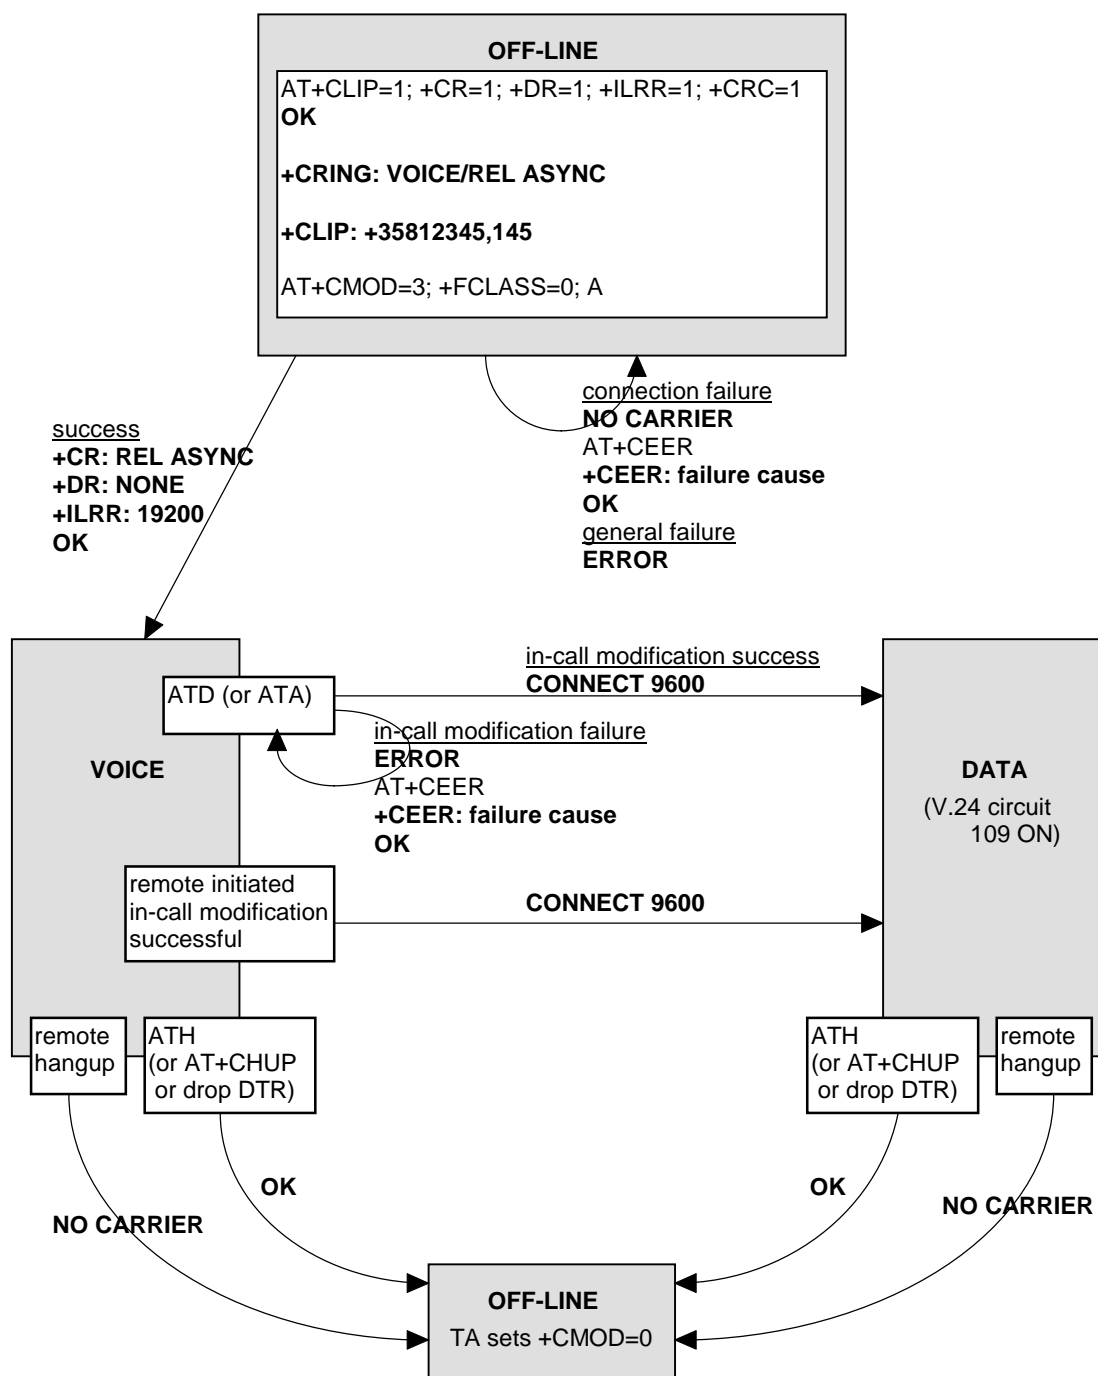 OFF-LINE
AT+CLIP=1; +CR=1; +DR=1; +ILRR=1; +CRC=1
OK
+CRING: VOICE/REL ASYNC
+CLIP: +35812345,145
AT+CMOD=3; +FCLASS=0; A
connection failure
NO CARRIER
AT+CEER
+CEER: failure cause
OK
general failure
ERROR
success
+CR: REL ASYNC
+DR: NONE
+ILRR: 19200
OK
in-call modification success
CONNECT 9600
ATD (or ATA)
in-call modification failure
ERROR
AT+CEER
+CEER: failure cause
OK
VOICE
DATA
(V.24 circuit
109 ON)
remote initiated
in-call modification
successful
CONNECT 9600
remote
hangup
ATH
(or AT+CHUP
or drop DTR)
ATH
(or AT+CHUP
or drop DTR)
remote
hangup
OK
NO CARRIER
OK
NO CARRIER
OFF-LINE
TA sets +CMOD=0